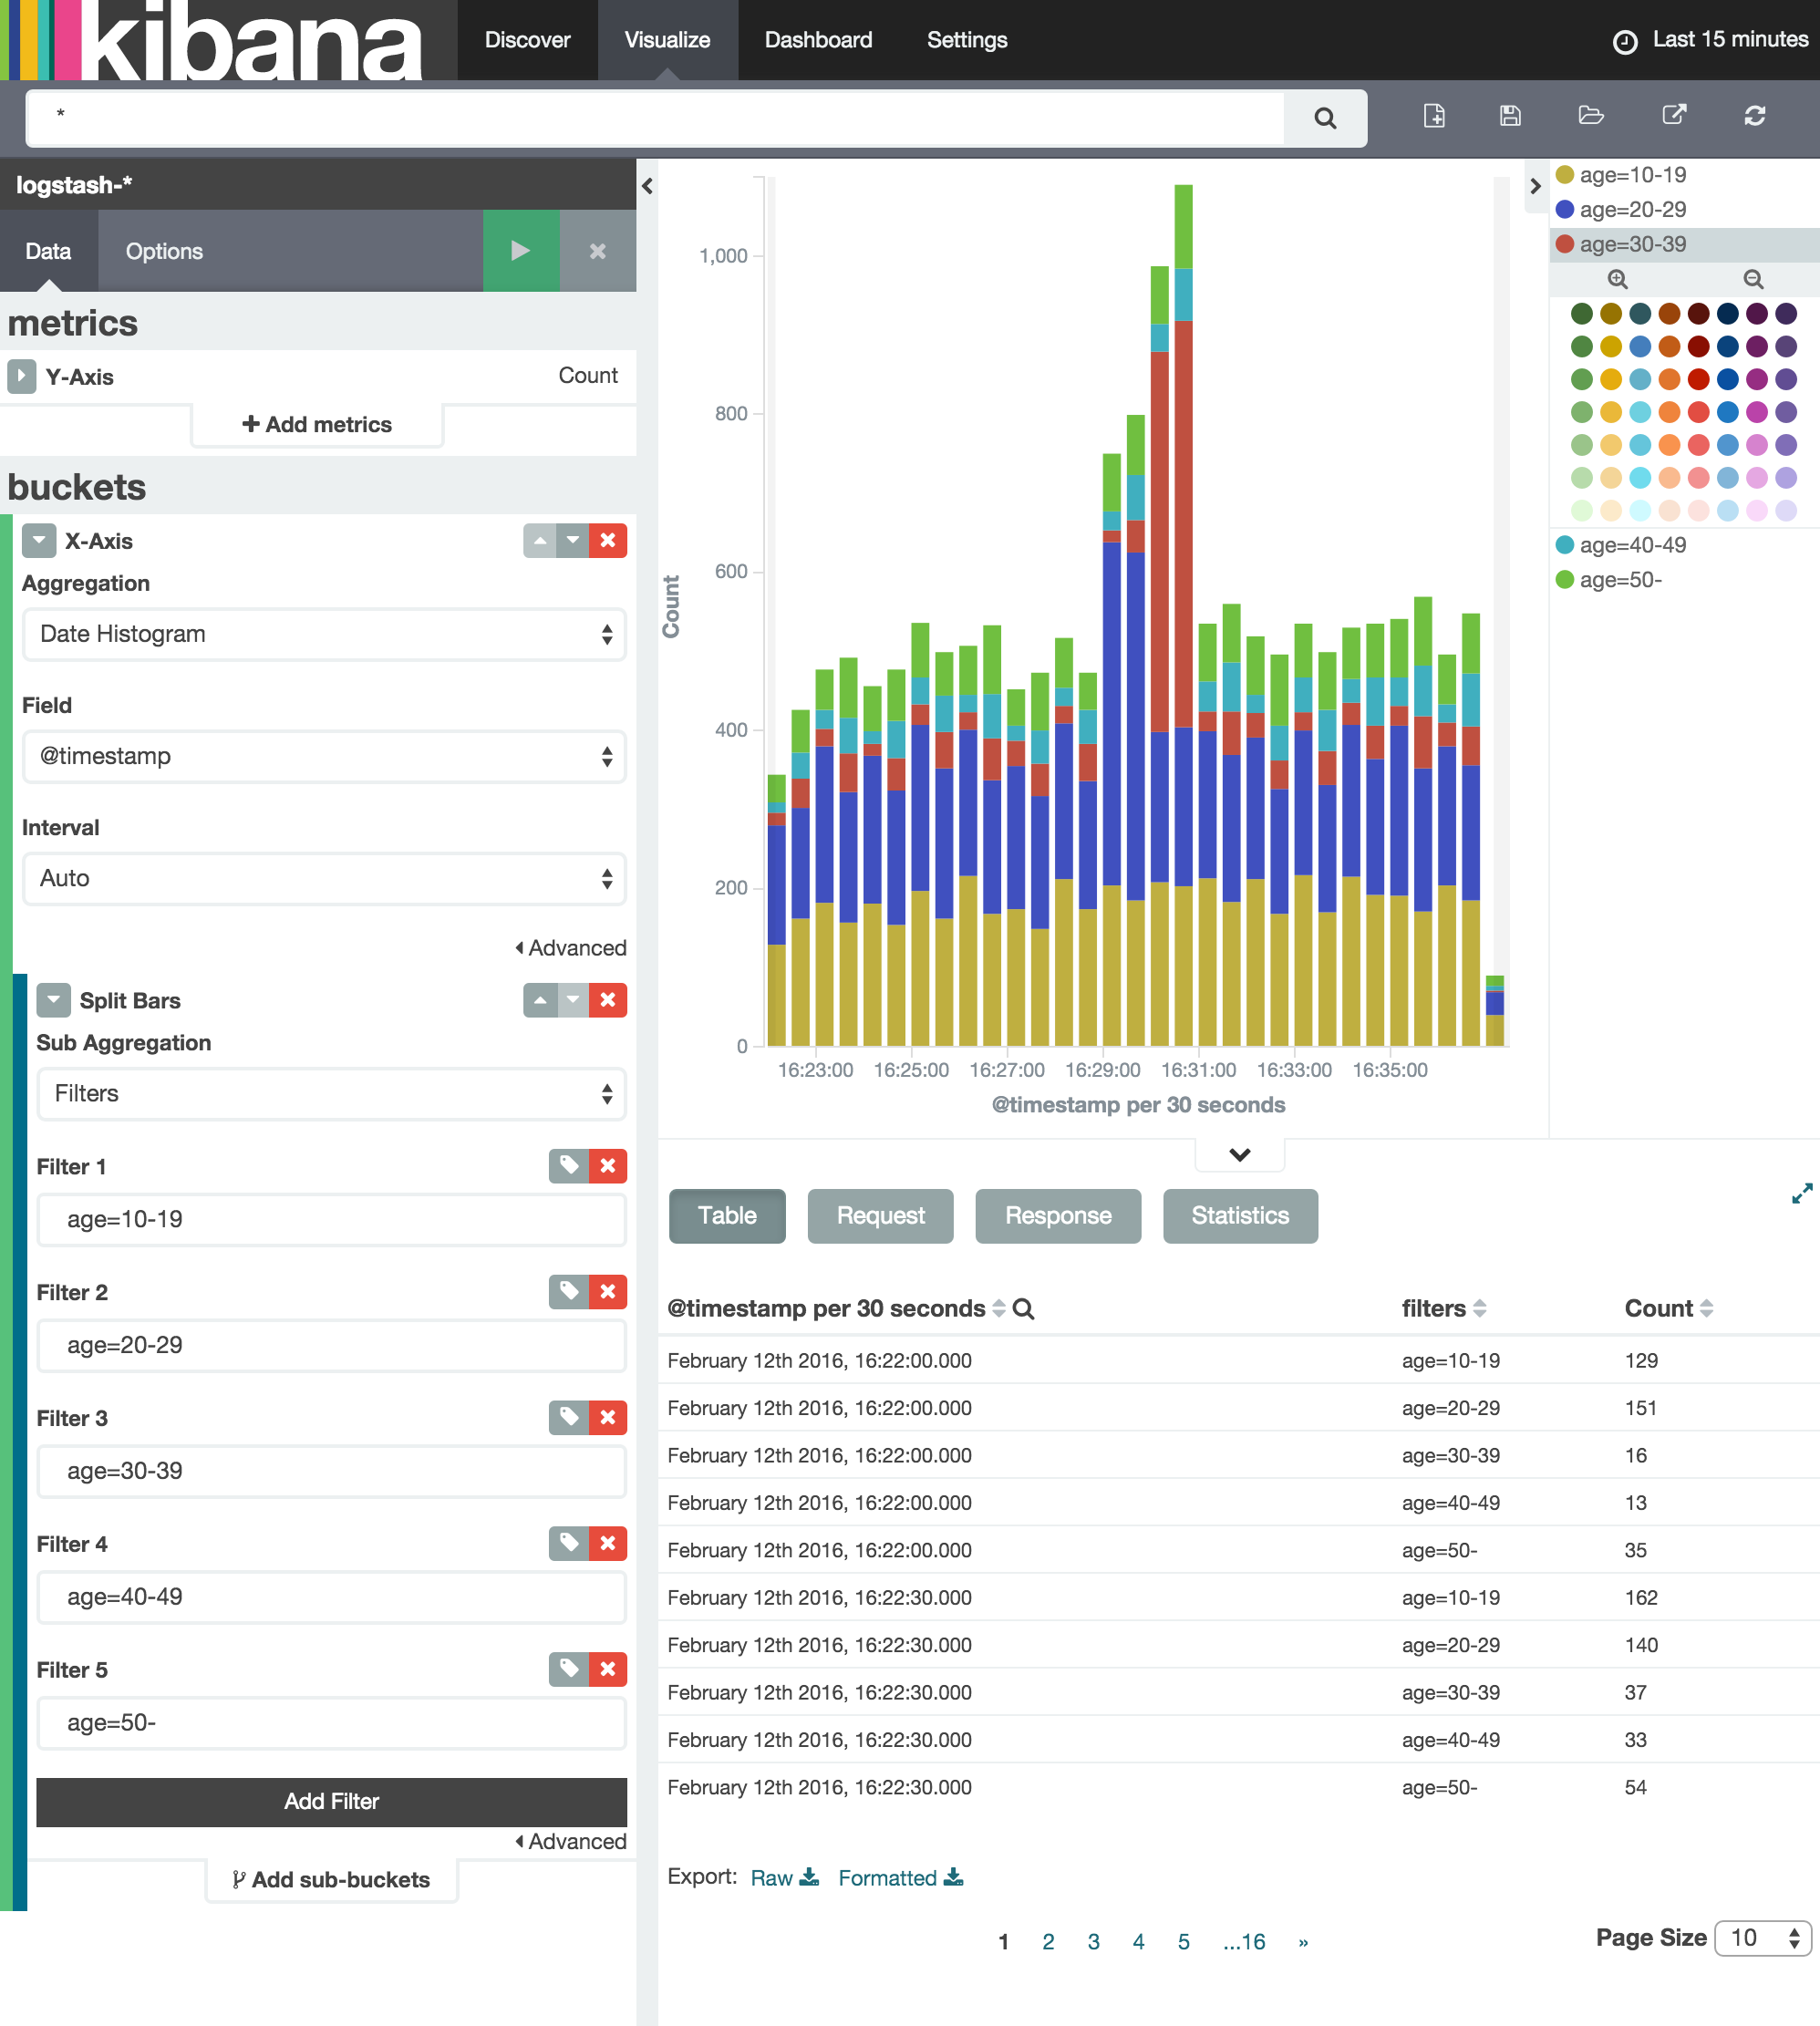 kibana
Discover Visualize Dashboard Settings Last 15 minutes
*
logstash-*
Data Options
metrics
Y-Axis Count
Add metrics
buckets
X-Axis
Aggregation
Date Histogram
Field
@timestamp
Interval
Auto
Advanced
Split Bars
Sub Aggregation
Filters
Filter 1
age=10-19
Filter 2
age=20-29
Filter 3
age=30-39
Filter 4
age=40-49
Filter 5
age=50-
Add Filter
Advanced
Add sub-buckets
Count
1,000
800
600
400
200
0
16:23:00 16:25:00 16:27:00 16:29:00 16:31:00 16:33:00 16:35:00
@timestamp per 30 seconds
age=10-19
age=20-29
age=30-39
age=40-49
age=50-
Table Request Response Statistics
@timestamp per 30 seconds filters Count
February 12th 2016, 16:22:00.000 age=10-19 129
February 12th 2016, 16:22:00.000 age=20-29 151
February 12th 2016, 16:22:00.000 age=30-39 16
February 12th 2016, 16:22:00.000 age=40-49 13
February 12th 2016, 16:22:00.000 age=50- 35
February 12th 2016, 16:22:30.000 age=10-19 162
February 12th 2016, 16:22:30.000 age=20-29 140
February 12th 2016, 16:22:30.000 age=30-39 37
February 12th 2016, 16:22:30.000 age=40-49 33
February 12th 2016, 16:22:30.000 age=50- 54
Export: Raw Formatted
1 2 3 4 5 ...16 »
Page Size 10